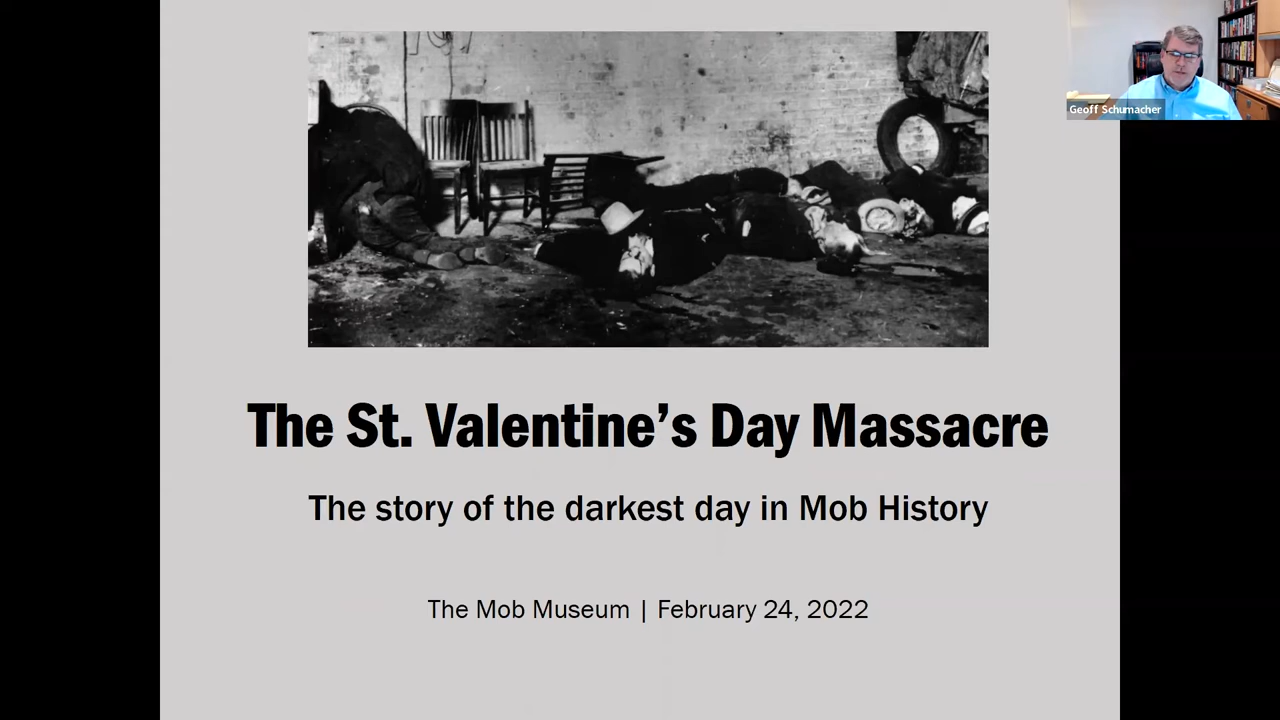 Geoff Schumacher
The St. Valentine’s Day Massacre
The story of the darkest day in Mob History
The Mob Museum | February 24, 2022